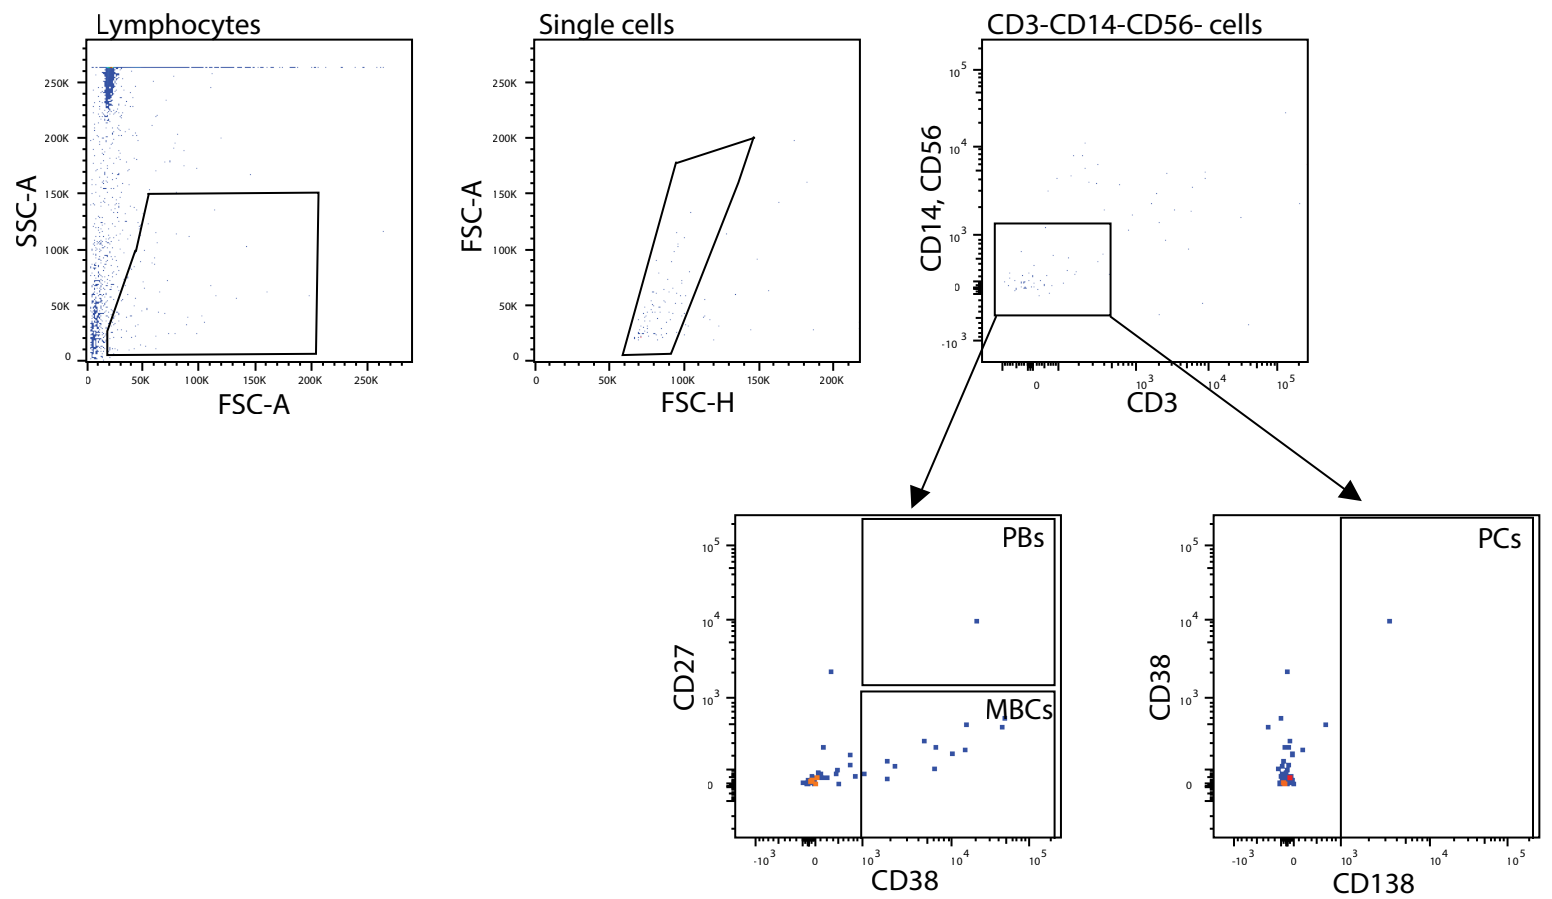 Lymphocytes
Single cells
CD3-CD14-CD56- cells
SSC-A
250K
200K
150K
100K
50K
0
0 50K 100K 150K 200K 250K
FSC-A
FSC-A
250K
200K
150K
100K
50K
0
0 50K 100K 150K 200K
FSC-H
CD14, CD56
10^5
10^4
10^3
0
-10^3
0 10^3 10^4 10^5
CD3
CD27
10^5
10^4
10^3
0
PBs
MBCs
-10^3 0 10^3 10^4 10^5
CD38
CD38
10^5
10^4
10^3
0
PCs
-10^3 0 10^3 10^4 10^5
CD138